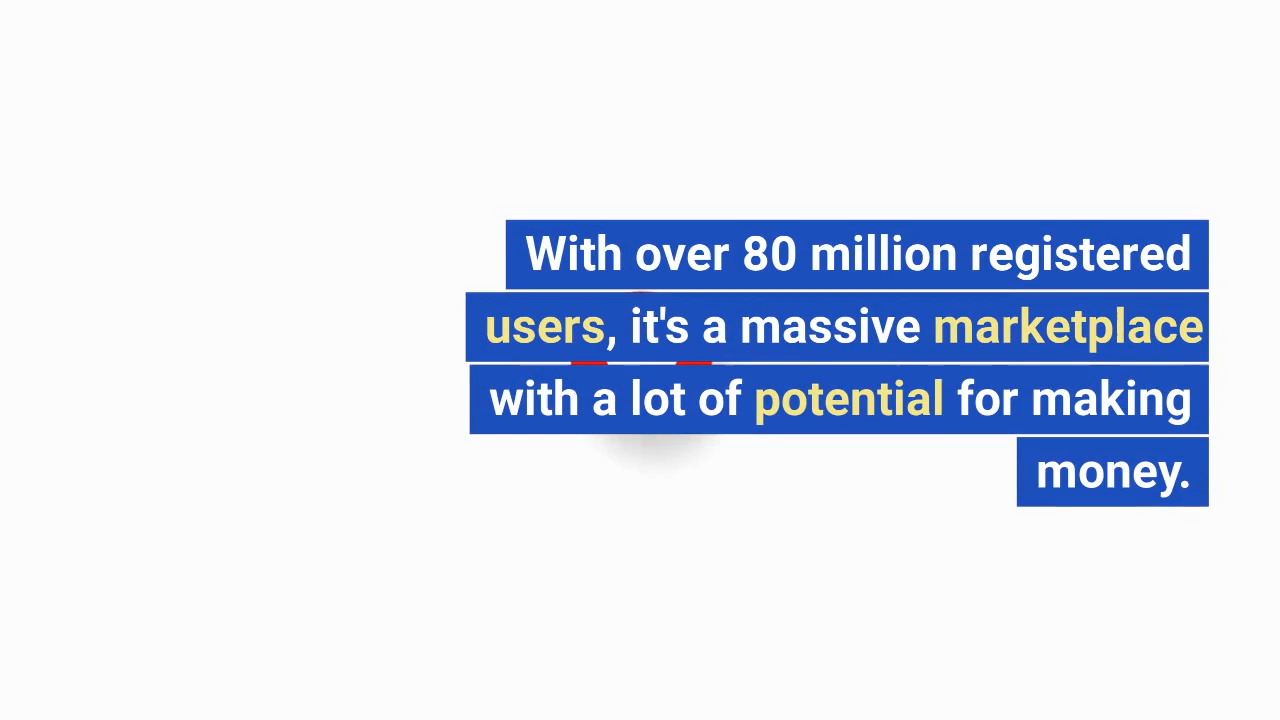 With over 80 million registered
users, it's a massive marketplace
with a lot of potential for making
money.